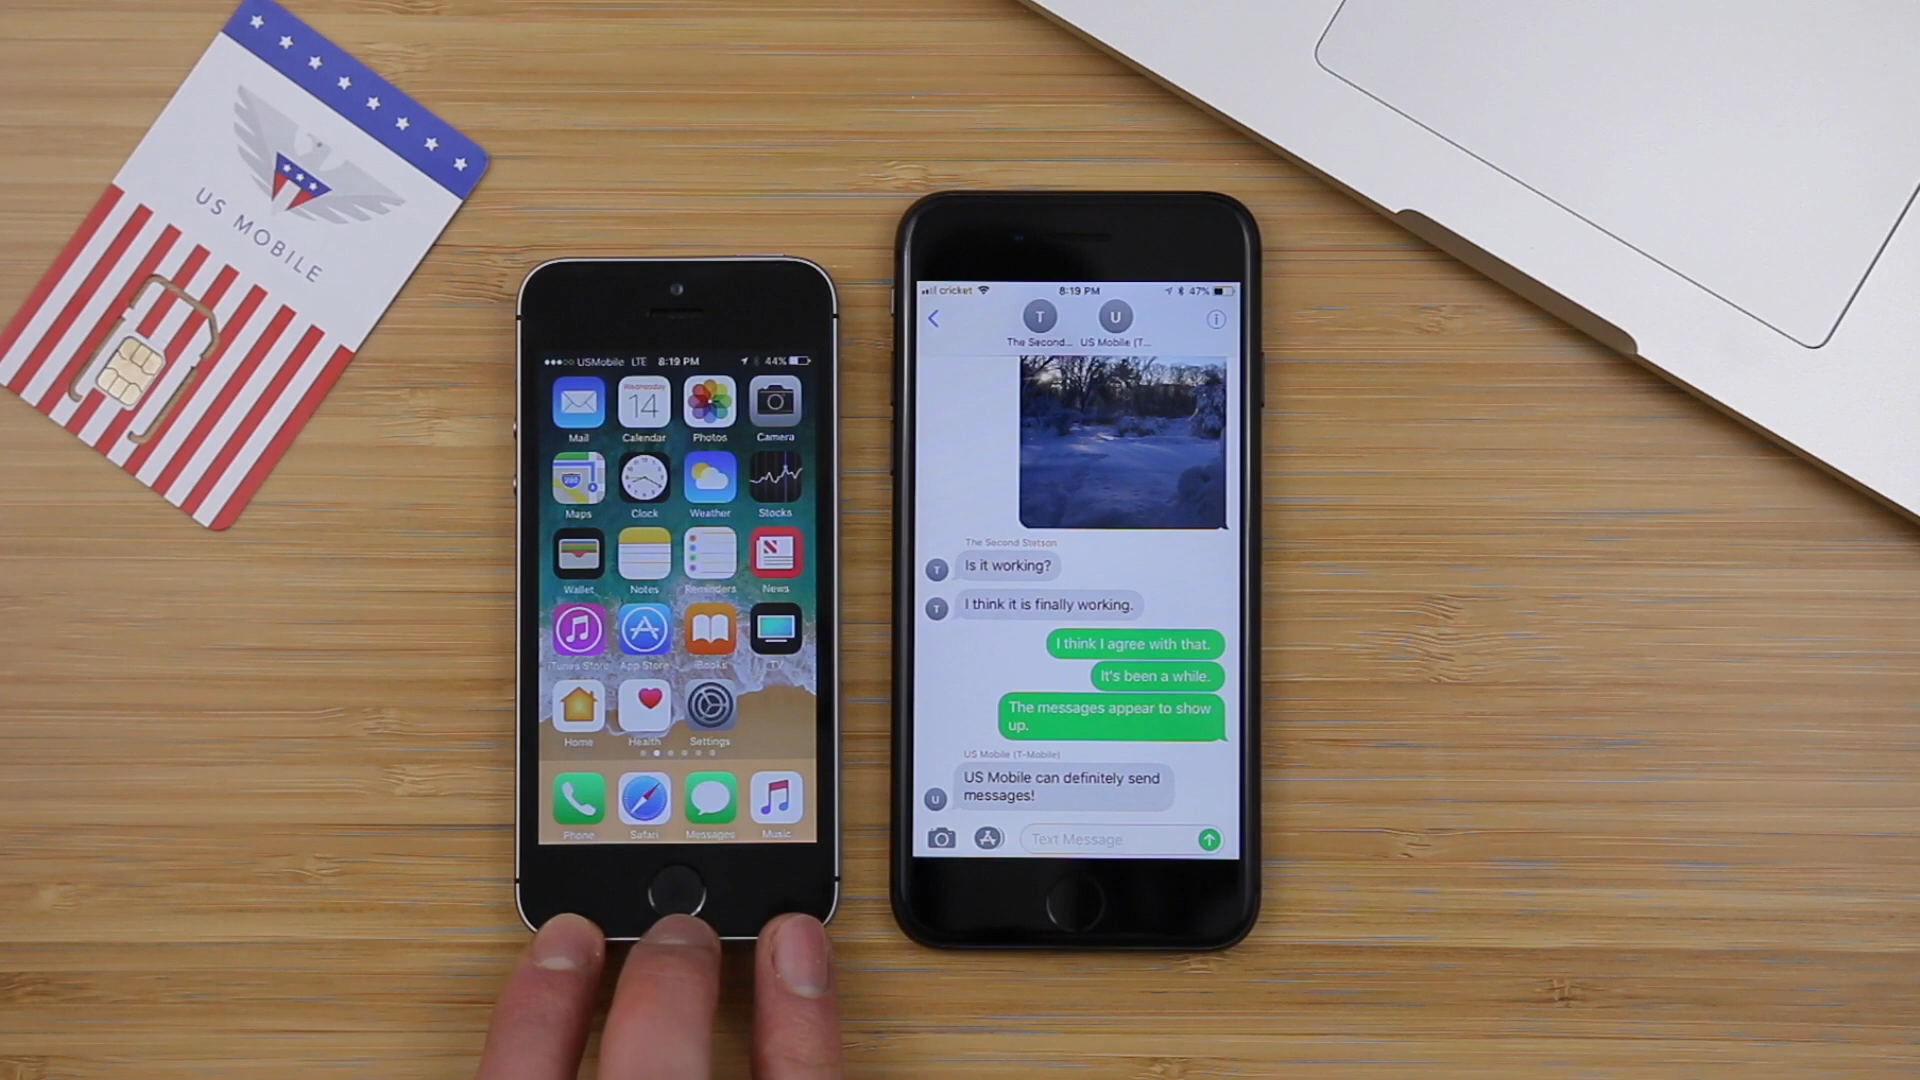 US MOBILE
USMobile LTE 8:19 PM 44%
Wednesday
14
Mail Calendar Photos Camera
280
Maps Clock Weather Stocks
Wallet Notes Reminders News
iTunes Store App Store iBooks TV
Home Health Settings
Phone Safari Messages Music
cricket 8:19 PM 47%
T U
The Second... US Mobile (T...
The Second Stetson
T Is it working?
T I think it is finally working.
I think I agree with that.
It's been a while.
The messages appear to show
up.
US Mobile (T-Mobile)
US Mobile can definitely send
U messages!
Text Message